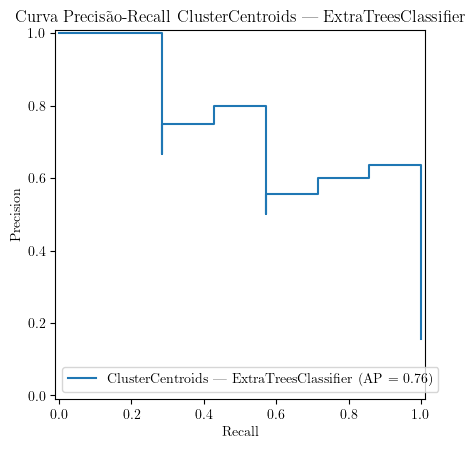 Curva Precisão-Recall ClusterCentroids — ExtraTreesClassifier
1.0
0.8
0.6
0.4
0.2
0.0
Precision
ClusterCentroids — ExtraTreesClassifier (AP = 0.76)
0.0 0.2 0.4 0.6 0.8 1.0
Recall